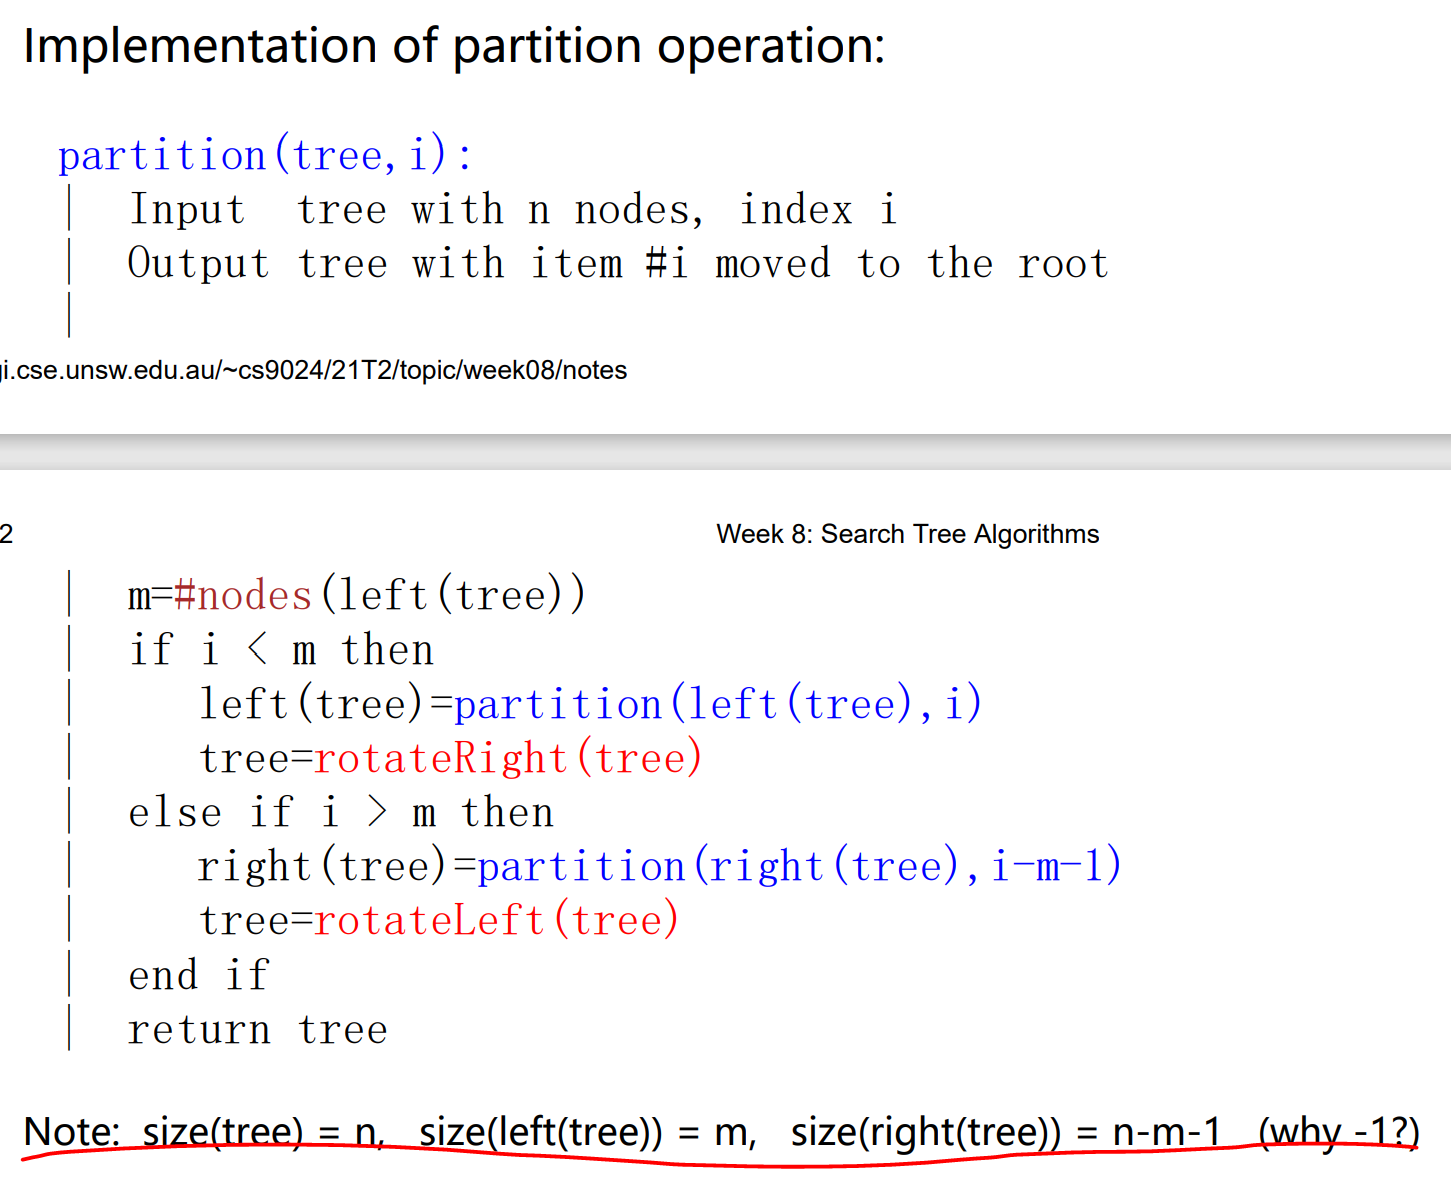 Implementation of partition operation:
partition(tree,i):
Input  tree with n nodes, index i
Output tree with item #i moved to the root
i.cse.unsw.edu.au/~cs9024/21T2/topic/week08/notes
2
Week 8: Search Tree Algorithms
m=#nodes(left(tree))
if i < m then
left(tree)=partition(left(tree),i)
tree=rotateRight(tree)
else if i > m then
right(tree)=partition(right(tree),i-m-1)
tree=rotateLeft(tree)
end if
return tree
Note: size(tree) = n, size(left(tree)) = m, size(right(tree)) = n-m-1 (why -1?)